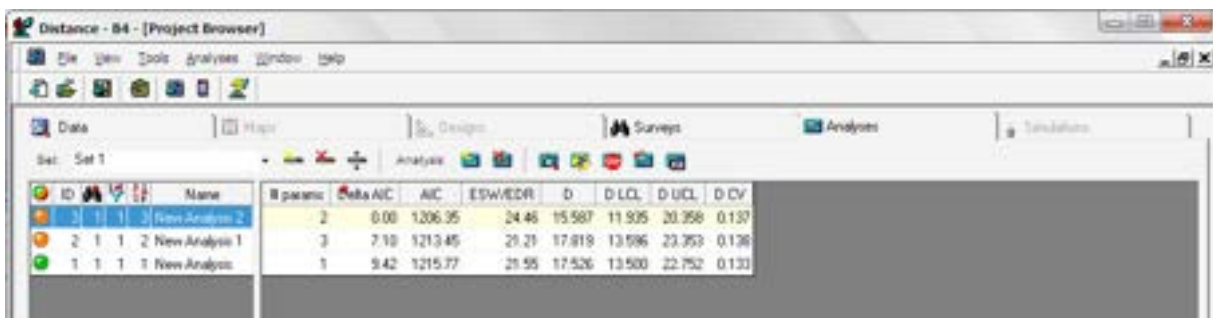 Distance - B4 - [Project Browser]
File View Tools Analyses Window Help
Data Maps Designs Surveys Analyses Simulations
Set: Set 1 Analysis:
ID Name # params Delta AIC AIC ESW/EDR D D LCL D UCL D CV
3 1 1 3 New Analysis 2 2 0.00 1206.35 24.46 15.587 11.935 20.358 0.137
2 1 1 2 New Analysis 1 3 7.10 1213.45 21.21 17.819 13.596 23.353 0.138
1 1 1 1 New Analysis 1 9.42 1215.77 21.55 17.526 13.500 22.752 0.133